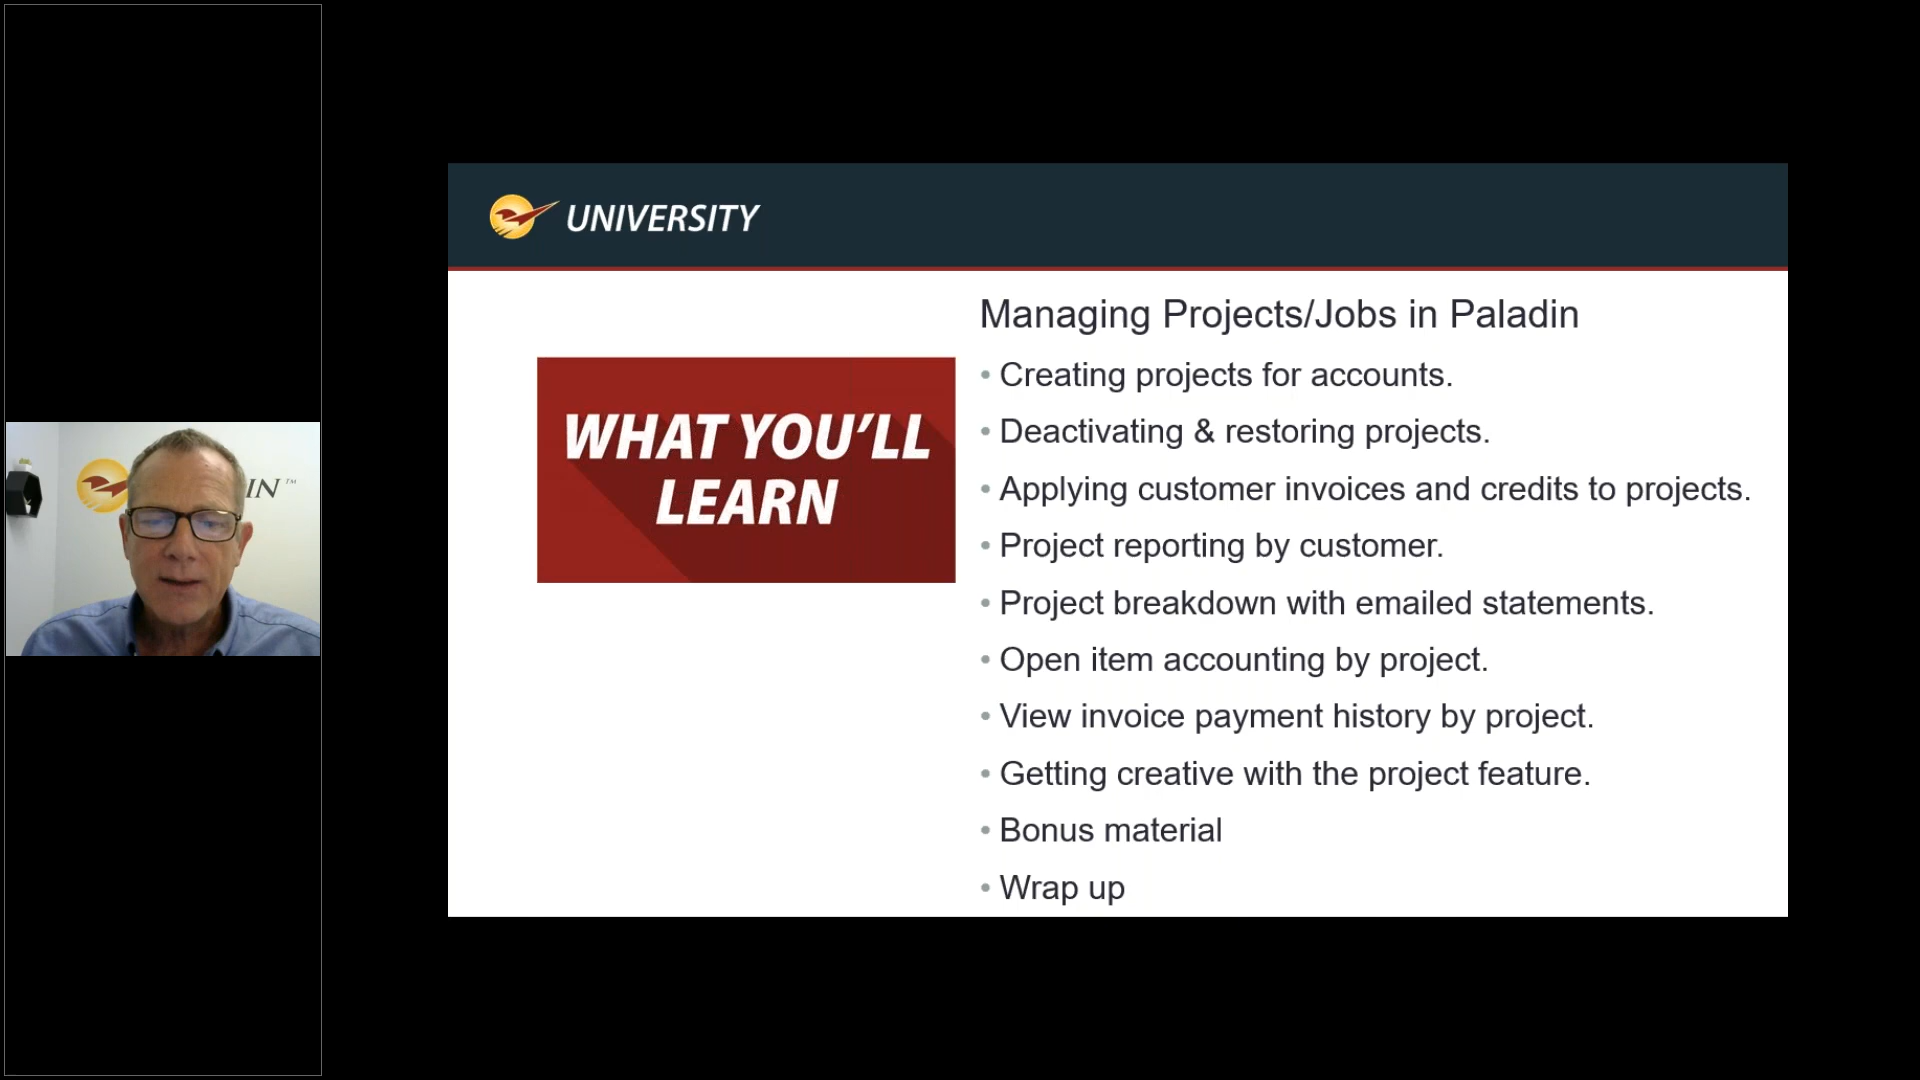 UNIVERSITY
Managing Projects/Jobs in Paladin
WHAT YOU'LL
LEARN
• Creating projects for accounts.
• Deactivating & restoring projects.
• Applying customer invoices and credits to projects.
• Project reporting by customer.
• Project breakdown with emailed statements.
• Open item accounting by project.
• View invoice payment history by project.
• Getting creative with the project feature.
• Bonus material
• Wrap up
IN™